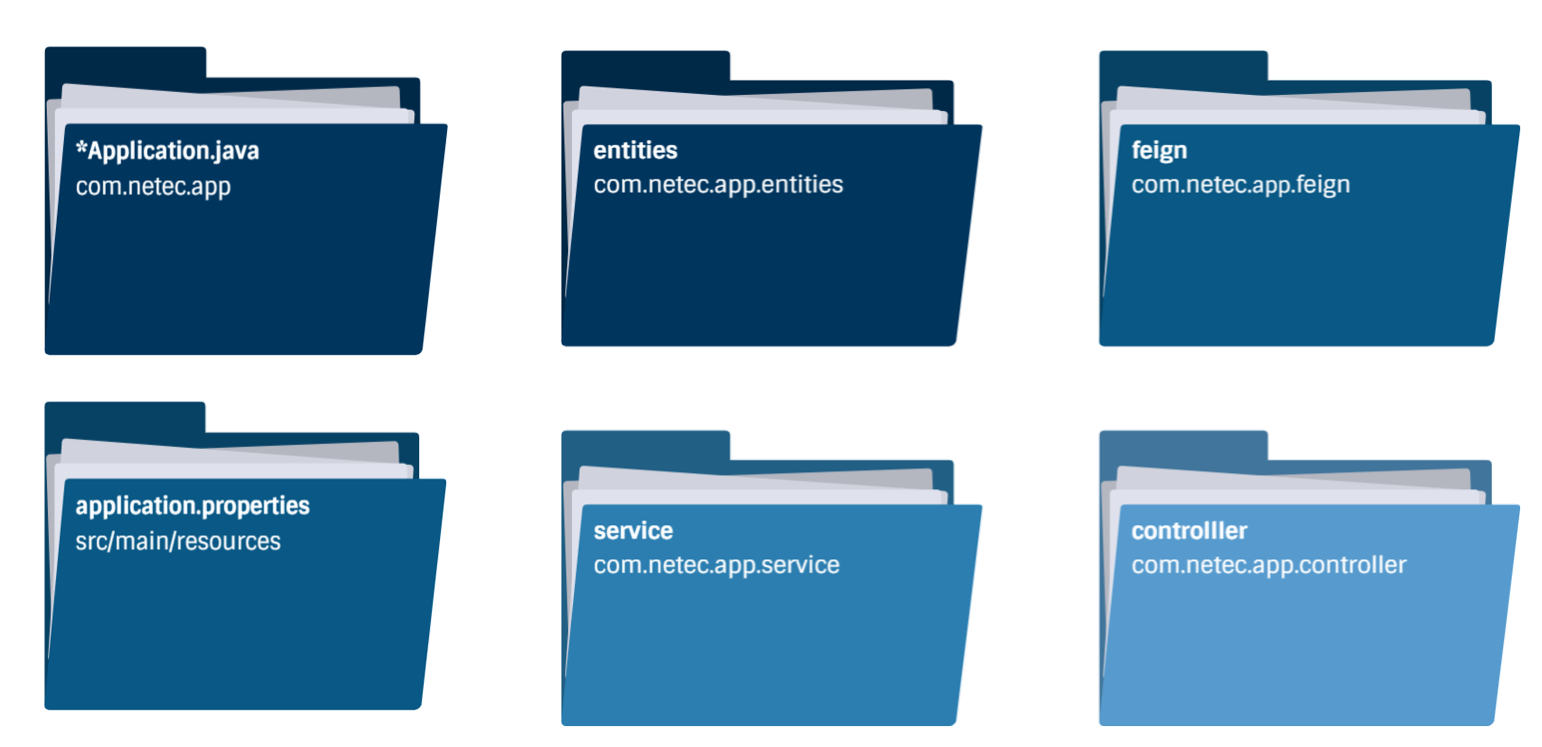 *Application.java
com.netec.app
entities
com.netec.app.entities
feign
com.netec.app.feign
application.properties
src/main/resources
service
com.netec.app.service
controlller
com.netec.app.controller